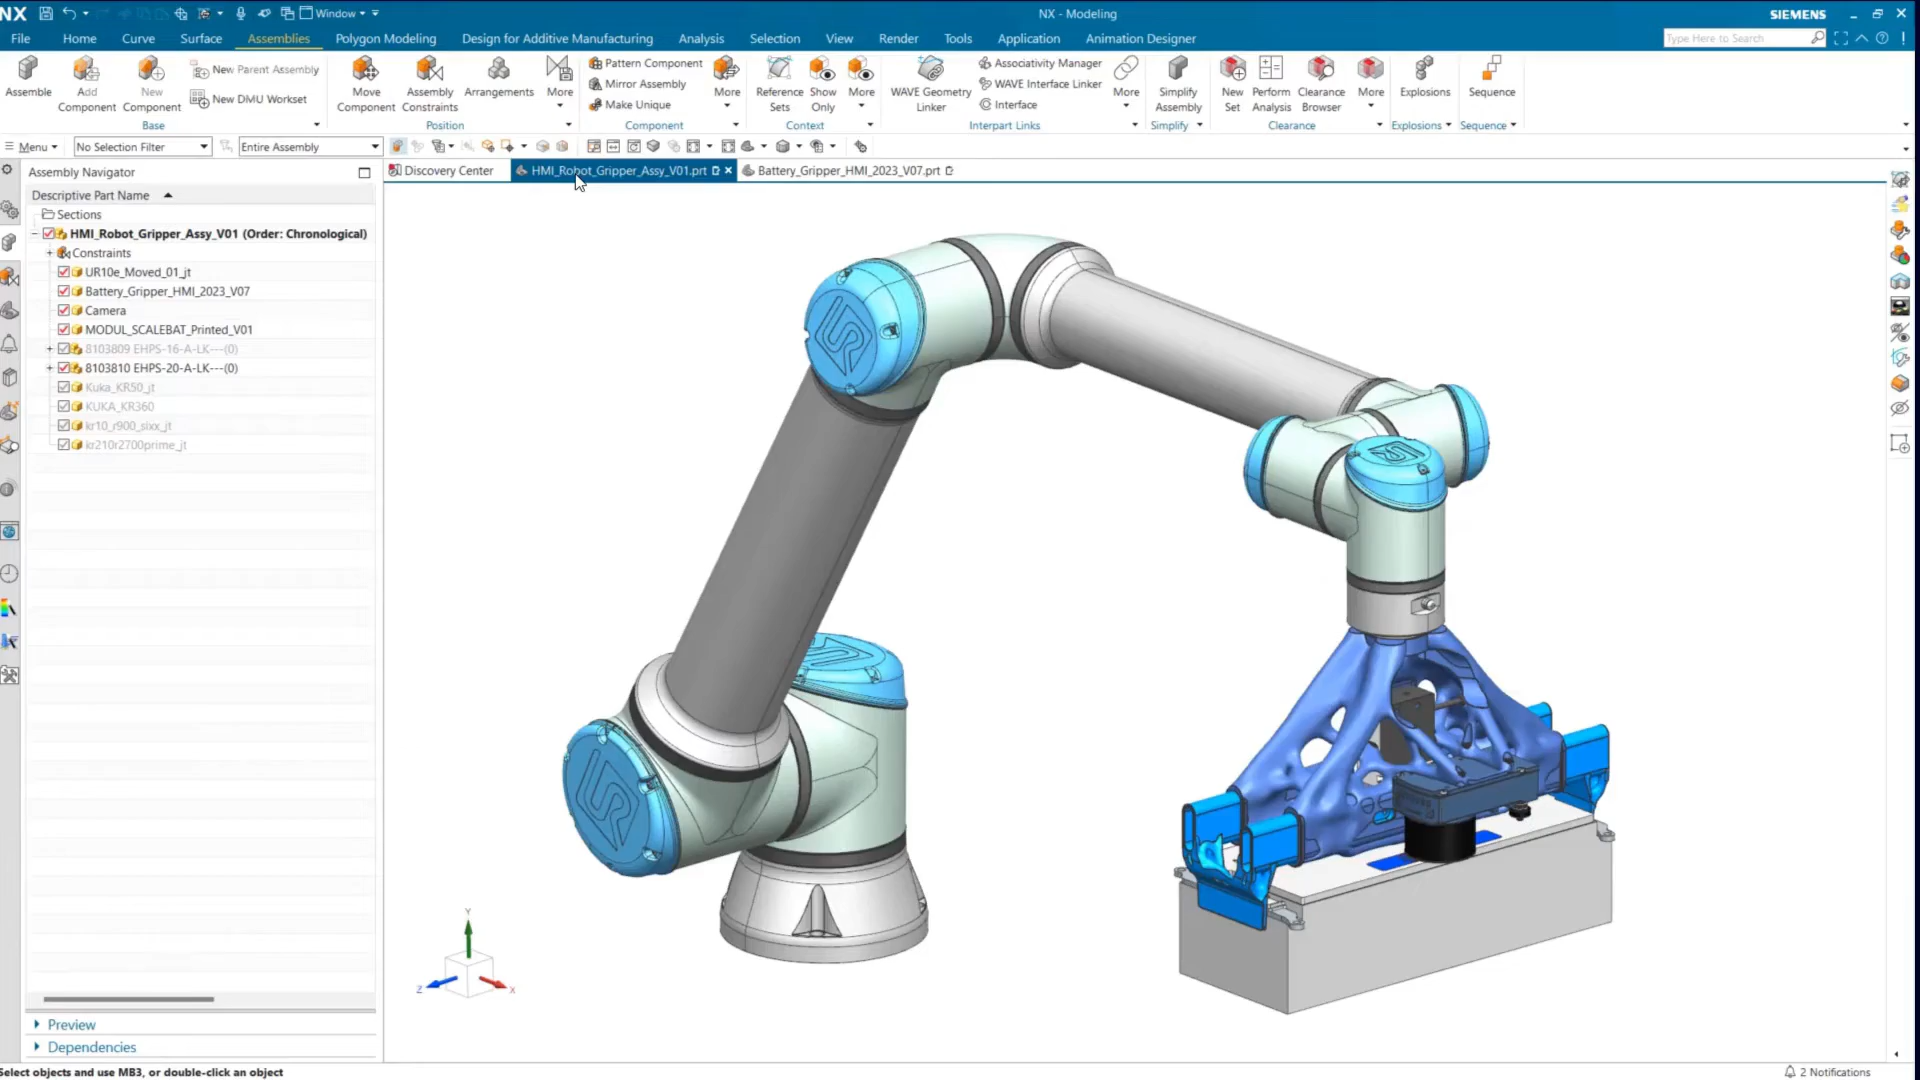 NX
Window
NX - Modeling
SIEMENS
File
Home
Curve
Surface
Assemblies
Polygon Modeling
Design for Additive Manufacturing
Analysis
Selection
View
Render
Tools
Application
Animation Designer
Type Here to Search
Assemble
Add Component
New Component
New Parent Assembly
New DMU Workset
Base
Move Component
Assembly Constraints
Arrangements
More
Position
Pattern Component
Mirror Assembly
Make Unique
More
Component
Reference Sets
Show Only
More
Context
WAVE Geometry Linker
Associativity Manager
WAVE Interface Linker
Interface
More
Interpart Links
Simplify Assembly
Simplify
New Set
Perform Analysis
Clearance Browser
More
Clearance
Explosions
Explosions
Sequence
Sequence
Menu
No Selection Filter
Entire Assembly
Assembly Navigator
Discovery Center
HMI_Robot_Gripper_Assy_V01.prt
Battery_Gripper_HMI_2023_V07.prt
Descriptive Part Name
Sections
HMI_Robot_Gripper_Assy_V01 (Order: Chronological)
Constraints
UR10e_Moved_01_jt
Battery_Gripper_HMI_2023_V07
Camera
MODUL_SCALEBAT_Printed_V01
8103809 EHPS-16-A-LK---(0)
8103810 EHPS-20-A-LK---(0)
Kuka_KR50_jt
KUKA_KR360
kr10_r900_sixx_jt
kr210r2700prime_jt
Y
Z
X
Preview
Dependencies
Select objects and use MB3, or double-click an object
2 Notifications